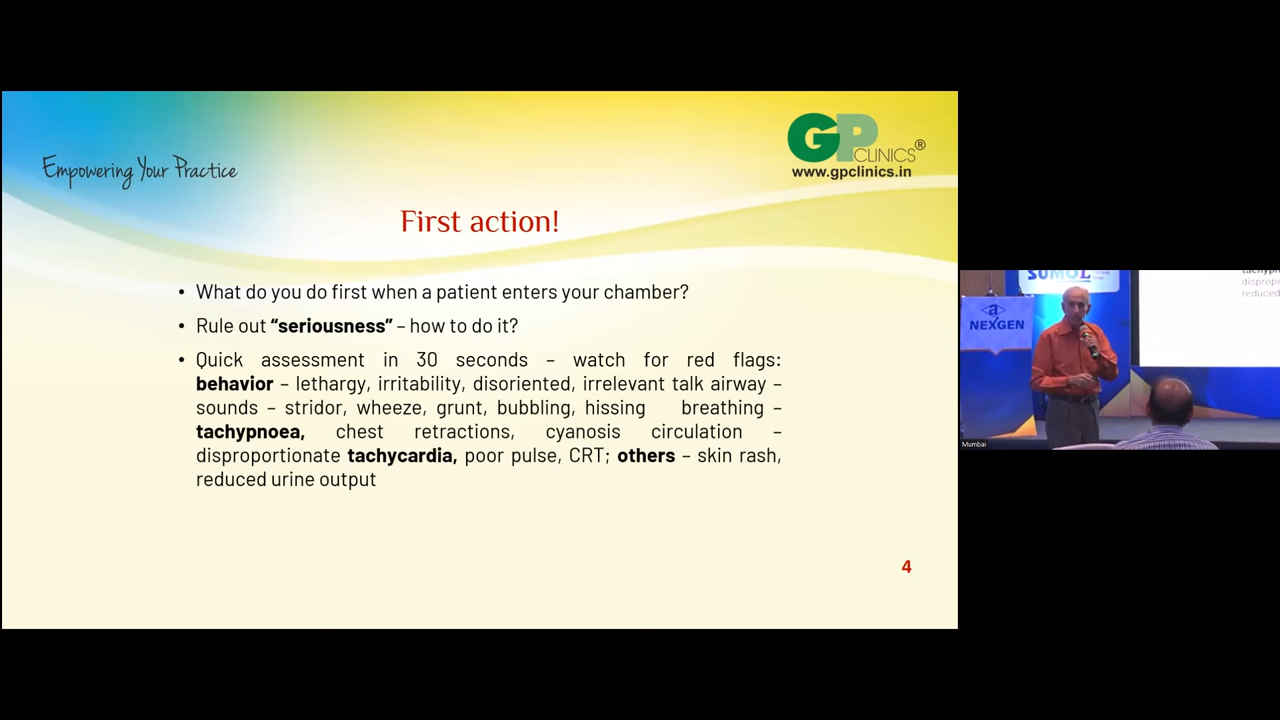 Empowering Your Practice
GP
CLINICS®
www.gpclinics.in
First action!
• What do you do first when a patient enters your chamber?
• Rule out “seriousness” – how to do it?
• Quick assessment in 30 seconds – watch for red flags:
behavior – lethargy, irritability, disoriented, irrelevant talk airway –
sounds – stridor, wheeze, grunt, bubbling, hissing breathing –
tachypnoea, chest retractions, cyanosis circulation –
disproportionate tachycardia, poor pulse, CRT; others – skin rash,
reduced urine output
4
SUMOL
a
NEXGEN
tachypn
dispropo
reduced
Mumbai